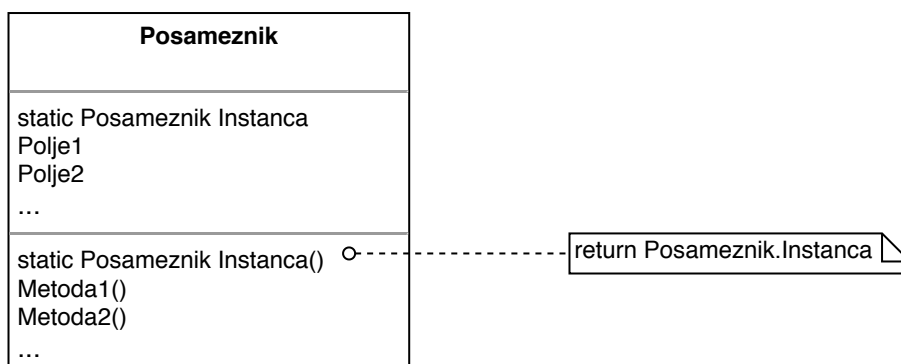 Posameznik
static Posameznik Instanca
Polje1
Polje2
...
static Posameznik Instanca()
Metoda1()
Metoda2()
...
return Posameznik.Instanca